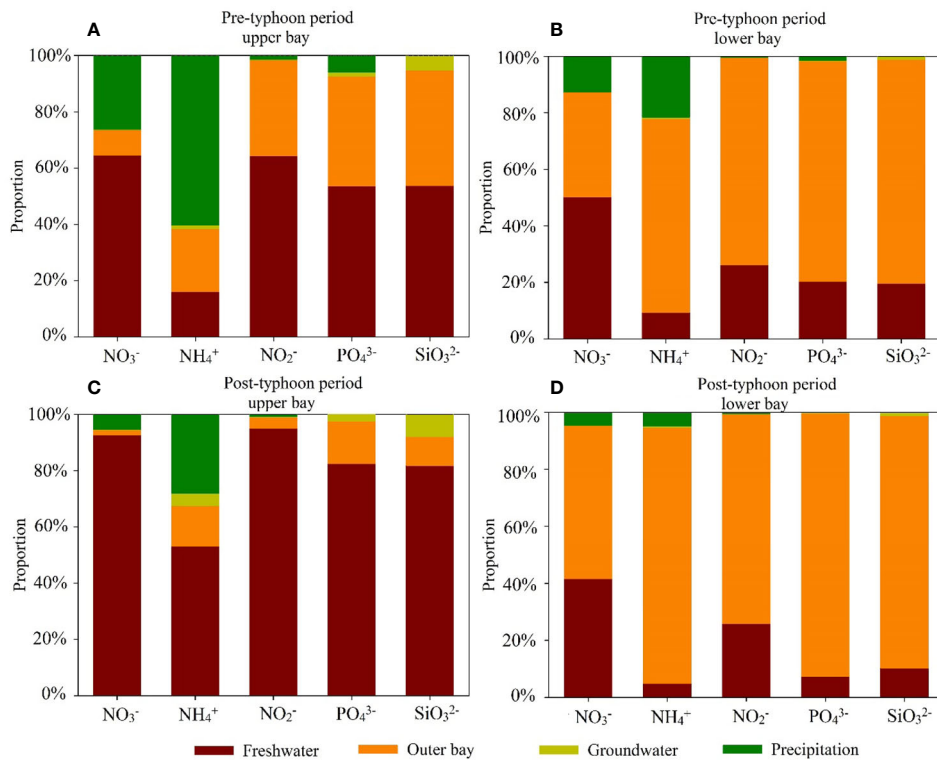 A
Pre-typhoon period
upper bay
100%
80%
60%
40%
20%
0%
Proportion
NO₃⁻
NH₄⁺
NO₂⁻
PO₄³⁻
SiO₃²⁻
B
Pre-typhoon period
lower bay
100%
80%
60%
40%
20%
0%
Proportion
NO₃⁻
NH₄⁺
NO₂⁻
PO₄³⁻
SiO₃²⁻
C
Post-typhoon period
upper bay
100%
80%
60%
40%
20%
0%
Proportion
NO₃⁻
NH₄⁺
NO₂⁻
PO₄³⁻
SiO₃²⁻
D
Post-typhoon period
lower bay
100%
80%
60%
40%
20%
0%
Proportion
NO₃⁻
NH₄⁺
NO₂⁻
PO₄³⁻
SiO₃²⁻
Freshwater
Outer bay
Groundwater
Precipitation